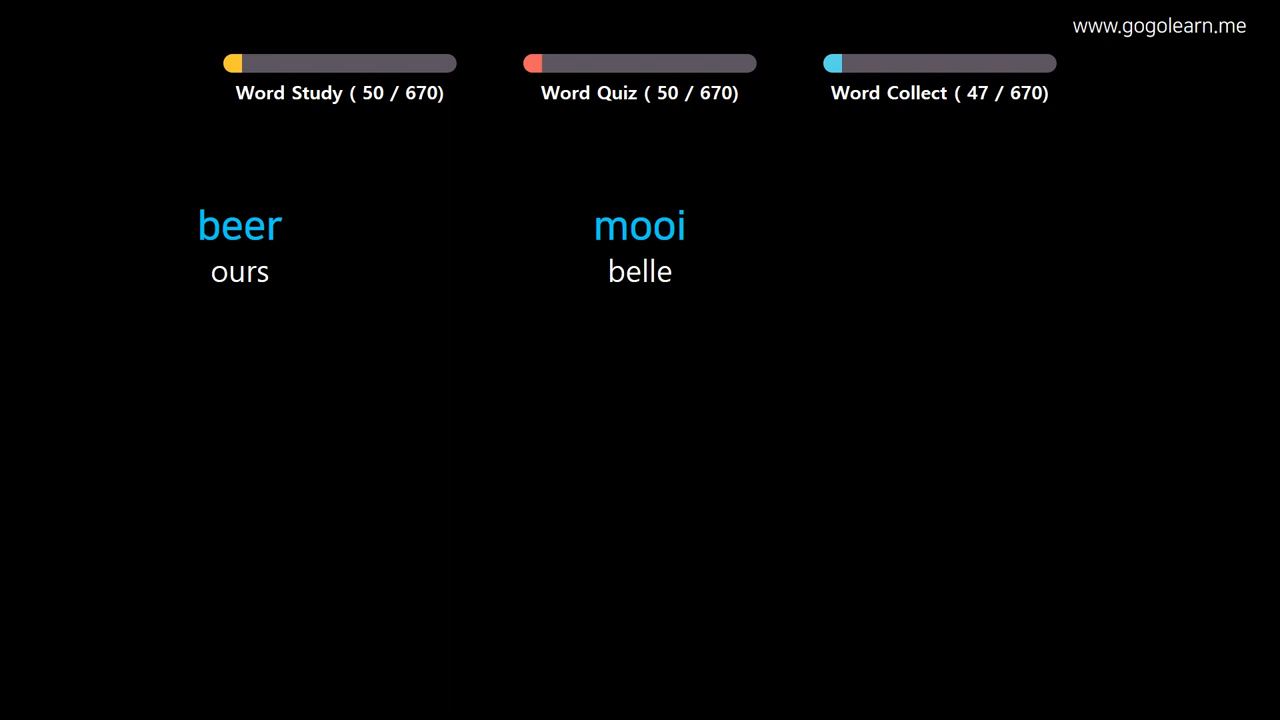 www.gogolearn.me
Word Study ( 50 / 670)
Word Quiz ( 50 / 670)
Word Collect ( 47 / 670)
beer
ours
mooi
belle